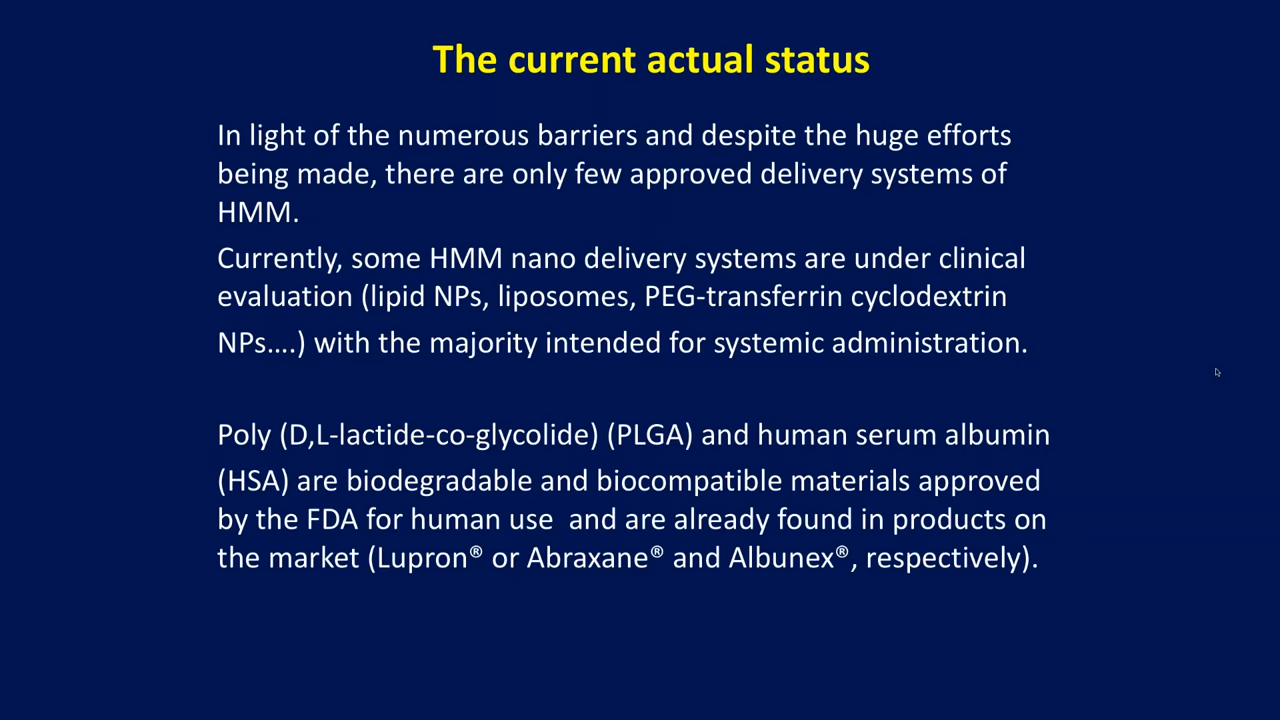 The current actual status
In light of the numerous barriers and despite the huge efforts
being made, there are only few approved delivery systems of
HMM.
Currently, some HMM nano delivery systems are under clinical
evaluation (lipid NPs, liposomes, PEG-transferrin cyclodextrin
NPs....) with the majority intended for systemic administration.
Poly (D,L-lactide-co-glycolide) (PLGA) and human serum albumin
(HSA) are biodegradable and biocompatible materials approved
by the FDA for human use  and are already found in products on
the market (Lupron® or Abraxane® and Albunex®, respectively).